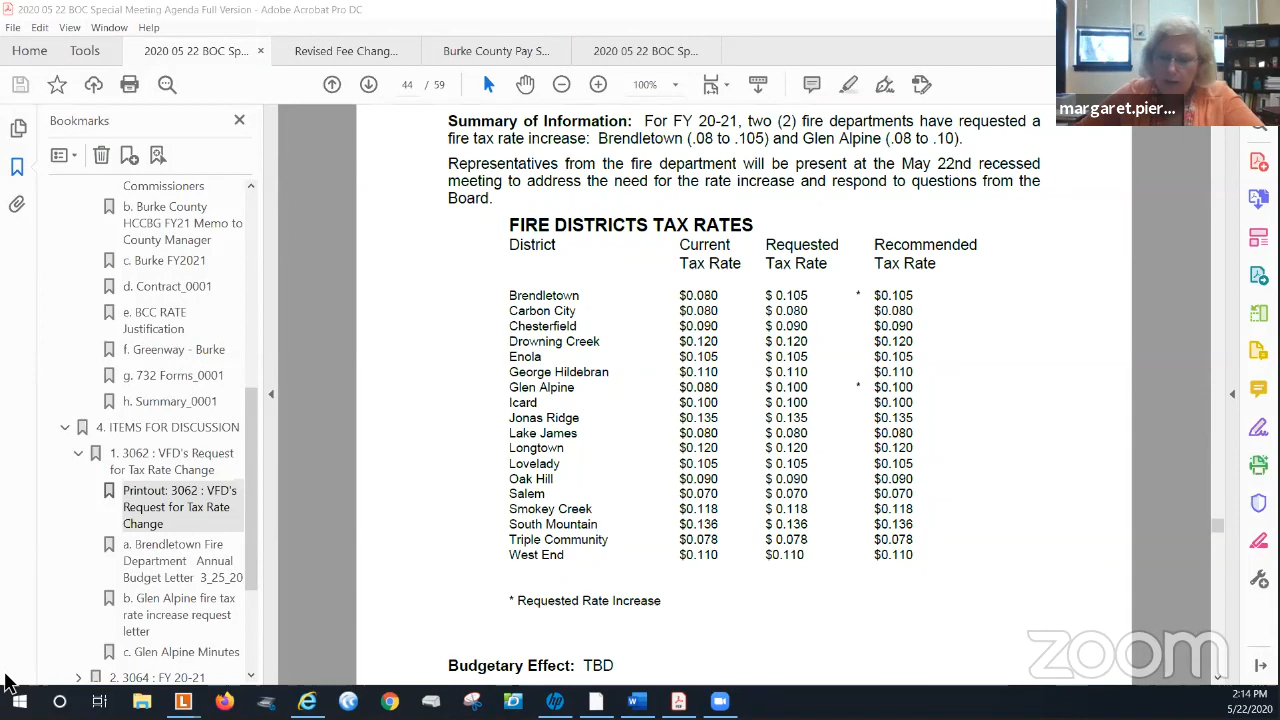 2020 05 22 BOC Special Meeting Agenda Full Version - Adobe Acrobat Pro DC
File Edit View Window Help
Home Tools 2020 05 22 BOC Sp... × Revised Fee 2020 05 22 BOC Sp...
59 100%
margaret.pier...
Bookmarks
Commissioners
b. Burke County
HCCBG FY21 Memo to
County Manager
c. Burke FY2021
d. Contract_0001
e. BCC RATE
Justification
f. Greenway - Burke
g. 732 Forms_0001
h. Summary_0001
4. ITEMS FOR DISCUSSION
1. 3062 : VFD's Request
for Tax Rate Change
Printout: 3062 : VFD's
Request for Tax Rate
Change
a. Brendletown Fire
Department Annual
Budget Letter 3_25_20
b. Glen Alpine fire tax
rate increase request
letter
c. Glen Alpine Minutes
2. 3064 : FY 20-21
of Information: For FY 20-21, two (2) fire departments have requested a
fire tax rate increase: Brendletown (.08 to .105) and Glen Alpine (.08 to .10).
Representatives from the fire department will be present at the May 22nd recessed
meeting to address the need for the rate increase and respond to questions from the
Board.
FIRE DISTRICTS TAX RATES
District Current Requested Recommended
Tax Rate Tax Rate Tax Rate
Brendletown $0.080 $ 0.105 * $0.105
Carbon City $0.080 $ 0.080 $0.080
Chesterfield $0.090 $ 0.090 $0.090
Drowning Creek $0.120 $ 0.120 $0.120
Enola $0.105 $ 0.105 $0.105
George Hildebran $0.110 $ 0.110 $0.110
Glen Alpine $0.080 $ 0.100 * $0.100
Icard $0.100 $ 0.100 $0.100
Jonas Ridge $0.135 $ 0.135 $0.135
Lake James $0.080 $ 0.080 $0.080
Longtown $0.120 $ 0.120 $0.120
Lovelady $0.105 $ 0.105 $0.105
Oak Hill $0.090 $ 0.090 $0.090
Salem $0.070 $ 0.070 $0.070
Smokey Creek $0.118 $ 0.118 $0.118
South Mountain $0.136 $ 0.136 $0.136
Triple Community $0.078 $ 0.078 $0.078
West End $0.110 $0.110 $0.110
* Requested Rate Increase
Budgetary Effect: TBD
zoom
2:14 PM
5/22/2020